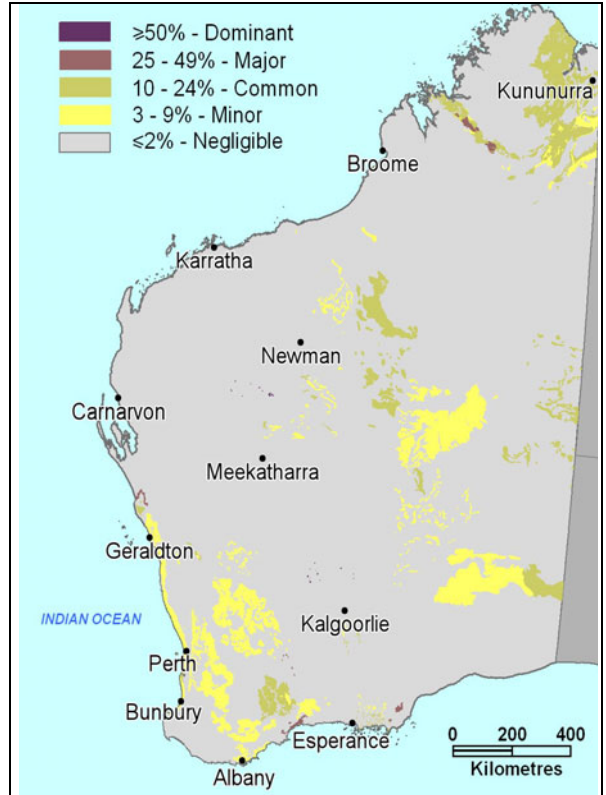 ≥50% - Dominant
25 - 49% - Major
10 - 24% - Common
3 - 9% - Minor
≤2% - Negligible
Kununurra
Broome
Karratha
Newman
Carnarvon
Meekatharra
Geraldton
Kalgoorlie
INDIAN OCEAN
Perth
Bunbury
Esperance
Albany
0 200 400
Kilometres